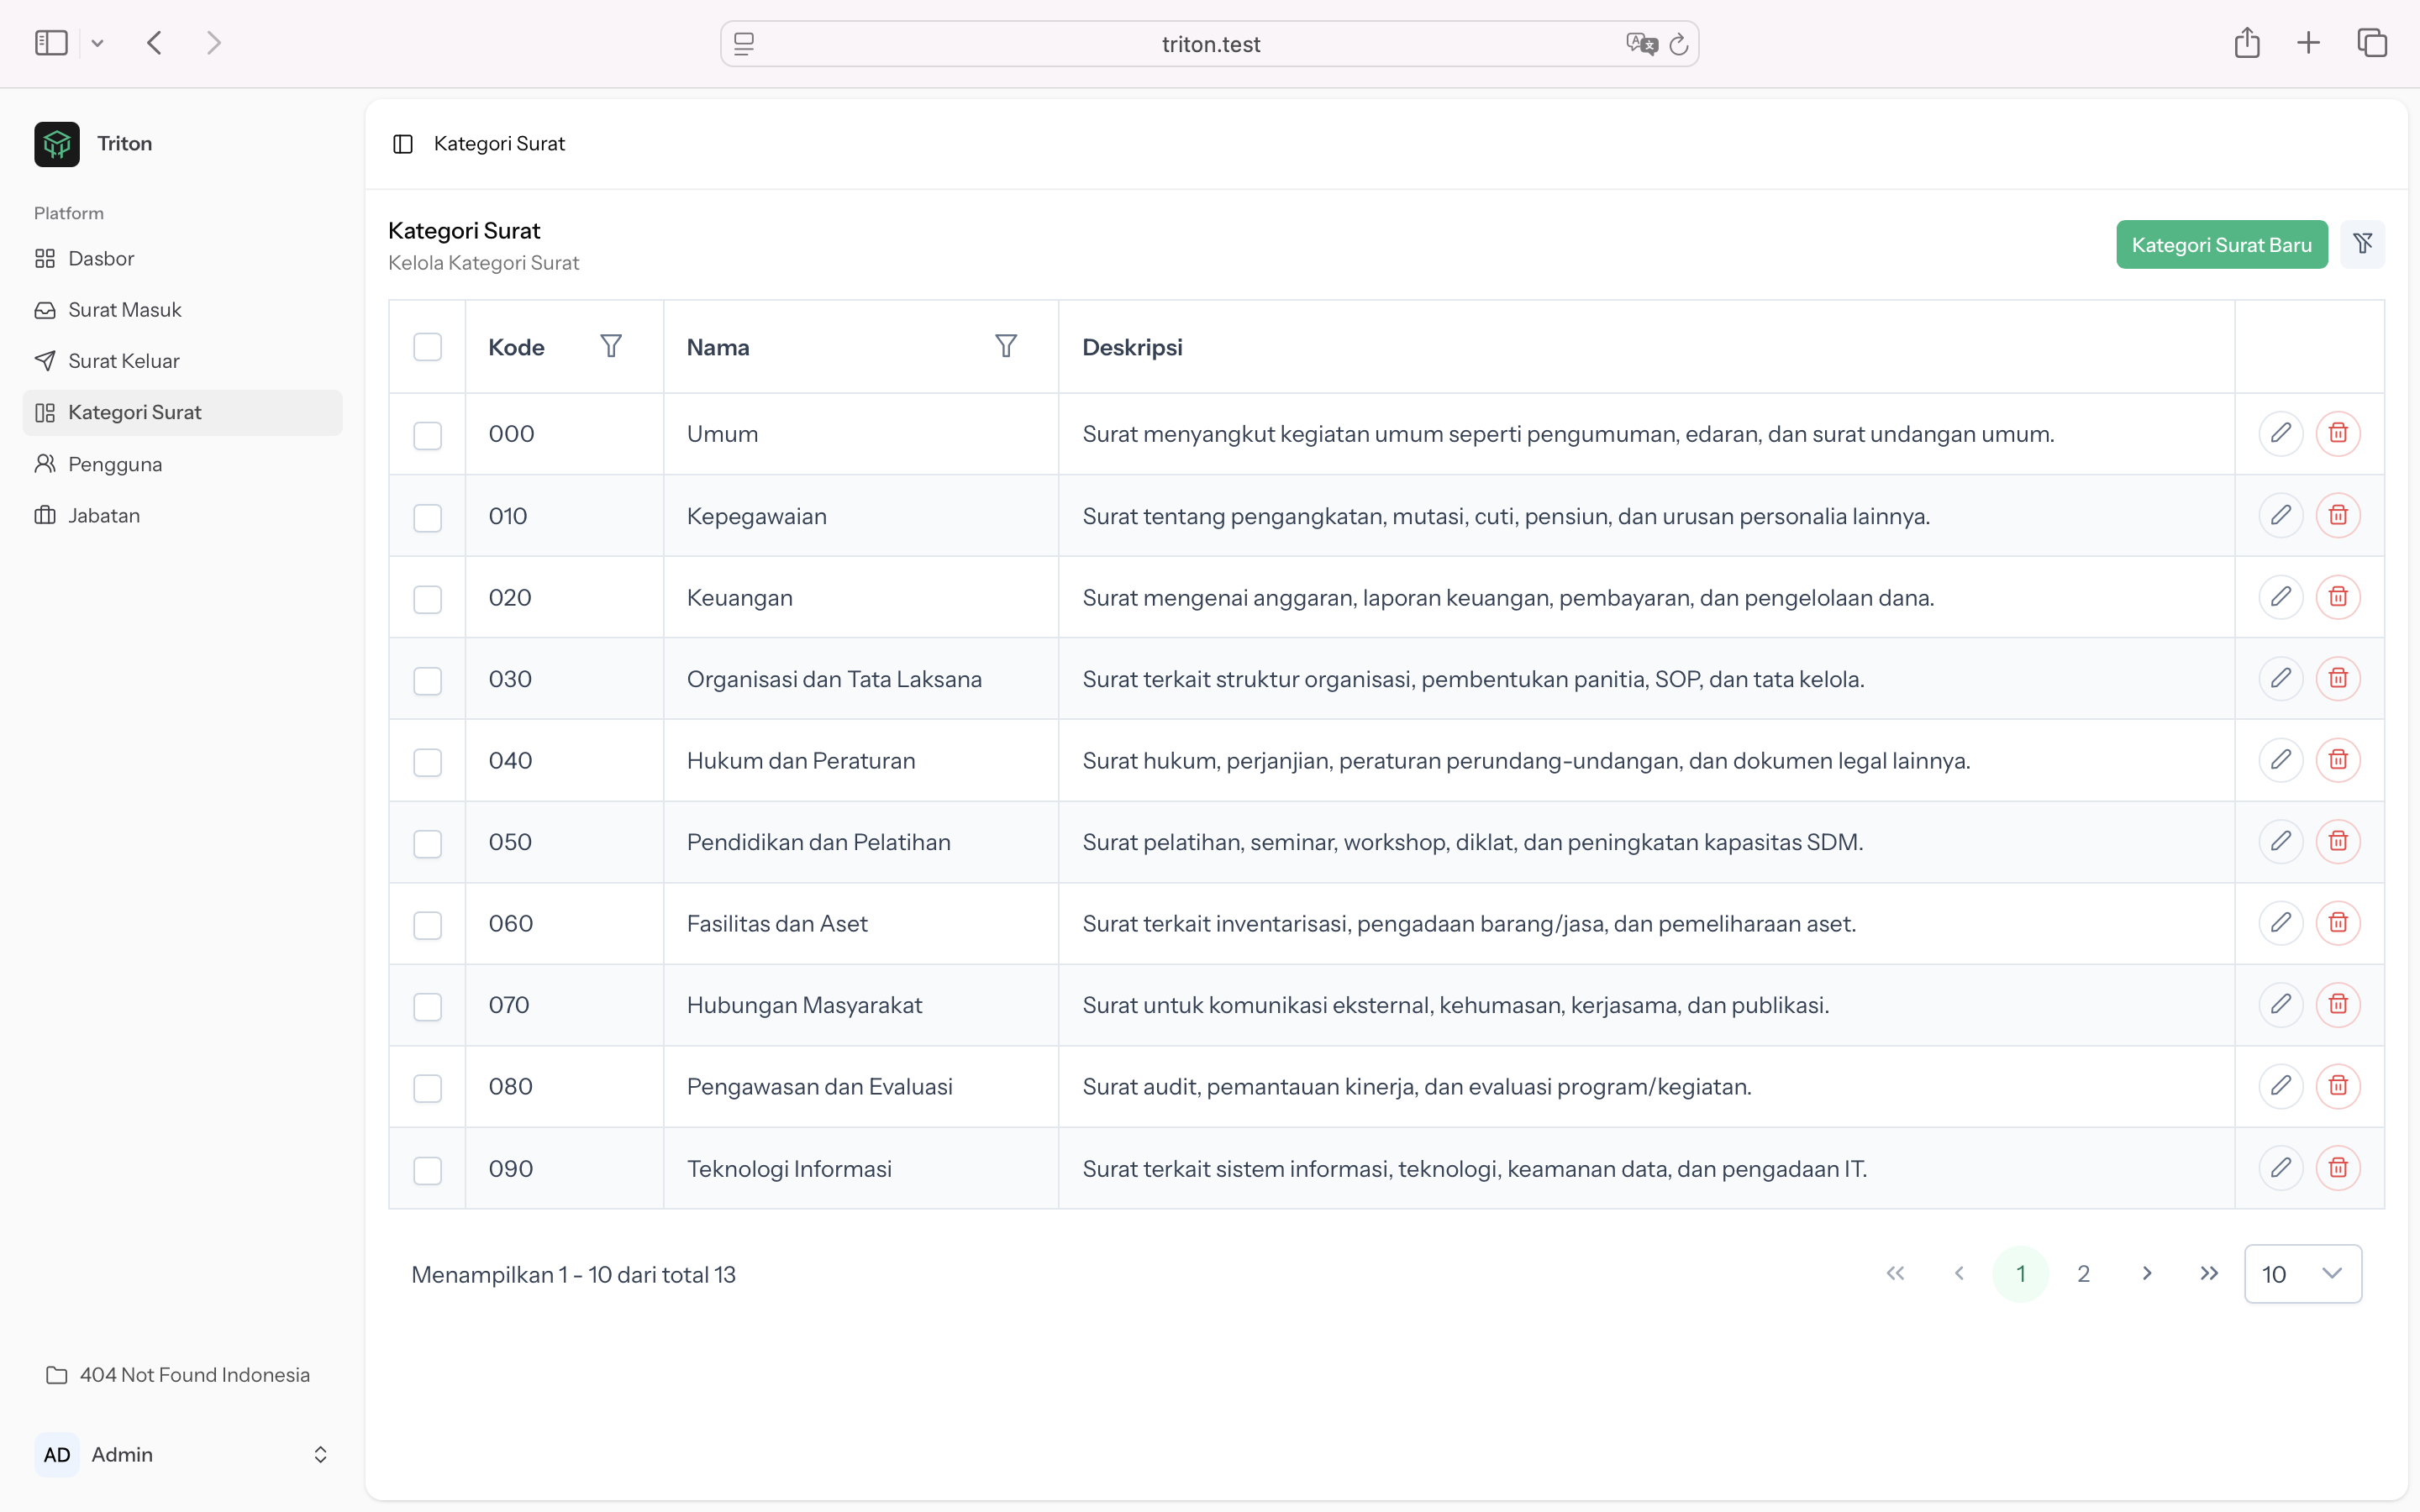 triton.test
Triton
Kategori Surat
Platform
Dasbor
Surat Masuk
Surat Keluar
Kategori Surat
Pengguna
Jabatan
Kategori Surat
Kelola Kategori Surat
Kategori Surat Baru
Kode Nama Deskripsi
000 Umum Surat menyangkut kegiatan umum seperti pengumuman, edaran, dan surat undangan umum.
010 Kepegawaian Surat tentang pengangkatan, mutasi, cuti, pensiun, dan urusan personalia lainnya.
020 Keuangan Surat mengenai anggaran, laporan keuangan, pembayaran, dan pengelolaan dana.
030 Organisasi dan Tata Laksana Surat terkait struktur organisasi, pembentukan panitia, SOP, dan tata kelola.
040 Hukum dan Peraturan Surat hukum, perjanjian, peraturan perundang-undangan, dan dokumen legal lainnya.
050 Pendidikan dan Pelatihan Surat pelatihan, seminar, workshop, diklat, dan peningkatan kapasitas SDM.
060 Fasilitas dan Aset Surat terkait inventarisasi, pengadaan barang/jasa, dan pemeliharaan aset.
070 Hubungan Masyarakat Surat untuk komunikasi eksternal, kehumasan, kerjasama, dan publikasi.
080 Pengawasan dan Evaluasi Surat audit, pemantauan kinerja, dan evaluasi program/kegiatan.
090 Teknologi Informasi Surat terkait sistem informasi, teknologi, keamanan data, dan pengadaan IT.
Menampilkan 1 - 10 dari total 13
1 2 10
404 Not Found Indonesia
AD Admin